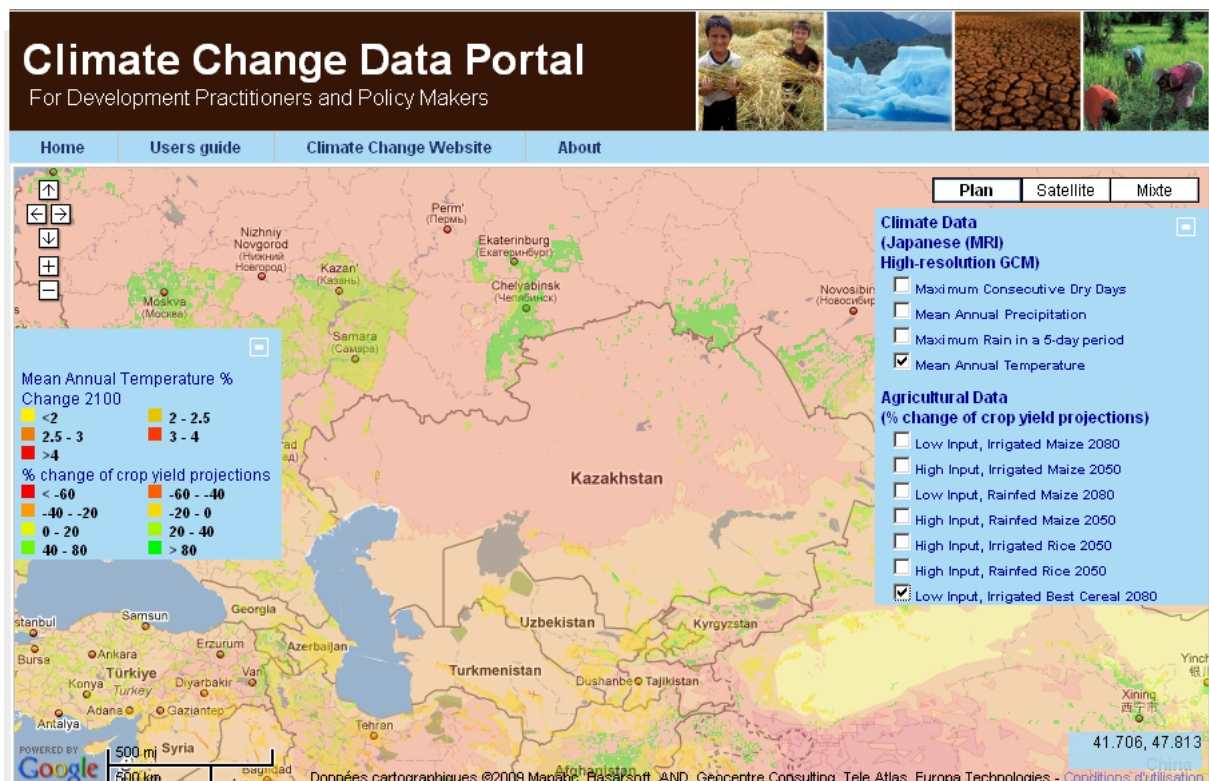 Climate Change Data Portal
For Development Practitioners and Policy Makers
Home Users guide Climate Change Website About
Plan Satellite Mixte
Climate Data
(Japanese (MRI)
High-resolution GCM)
Maximum Consecutive Dry Days
Mean Annual Precipitation
Maximum Rain in a 5-day period
Mean Annual Temperature
Agricultural Data
(% change of crop yield projections)
Low Input, Irrigated Maize 2080
High Input, Irrigated Maize 2050
Low Input, Rainfed Maize 2080
High Input, Rainfed Maize 2050
High Input, Irrigated Rice 2050
High Input, Rainfed Rice 2050
Low Input, Irrigated Best Cereal 2080
Mean Annual Temperature %
Change 2100
<2 2 - 2.5
2.5 - 3 3 - 4
>4
% change of crop yield projections
< -60 -60 - -40
-40 - -20 -20 - 0
0 - 20 20 - 40
40 - 80 > 80
Perm'
(Пермь)
Nizhniy
Novgorod
(Нижний
Новгород)
Ekaterinburg
(Екатеринбург)
Kazan'
(Казань)
Chelyabinsk
(Челябинск)
Moskva
(Москва)
Novosibir
(Новосибир
Samara
(Самара)
Kazakhstan
Georgia
Samsun
stanbul
Uzbekistan
Kyrgyzstan
Bursa
Ankara
Erzurum
Azerbaijan
Türkiye
Turkey
Van
Konya
Diyarbakir
Turkmenistan
Dushanbe
Tajikistan
Yinch
银川
Adana
Gaziantep
Xining
西宁市
Antalya
Tehran
Syria
Baghdad
Afghanistan
41.706, 47.813
China
POWERED BY
Google
500 mi
500 km
Données cartographiques ©2009 Mapabc, Basarsoft, AND, Geocentre Consulting, Tele Atlas, Europa Technologies - Conditions d'utilisation